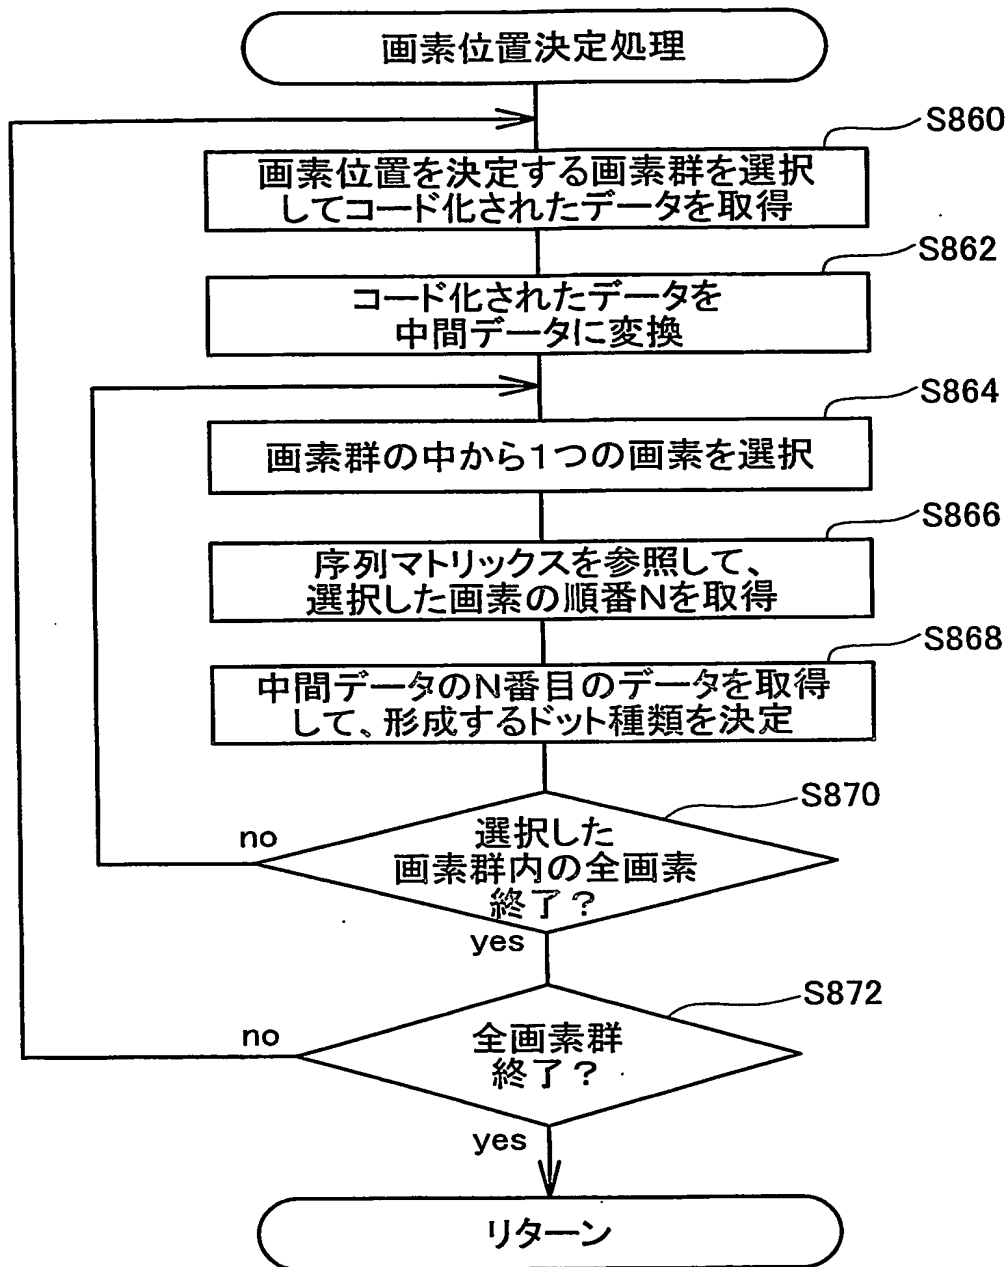 画素位置決定処理
S860
画素位置を決定する画素群を選択
してコード化されたデータを取得
S862
コード化されたデータを
中間データに変換
S864
画素群の中から1つの画素を選択
S866
序列マトリックスを参照して、
選択した画素の順番Nを取得
S868
中間データのN番目のデータを取得
して、形成するドット種類を決定
S870
no
選択した
画素群内の全画素
終了？
yes
S872
no
全画素群
終了？
yes
リターン